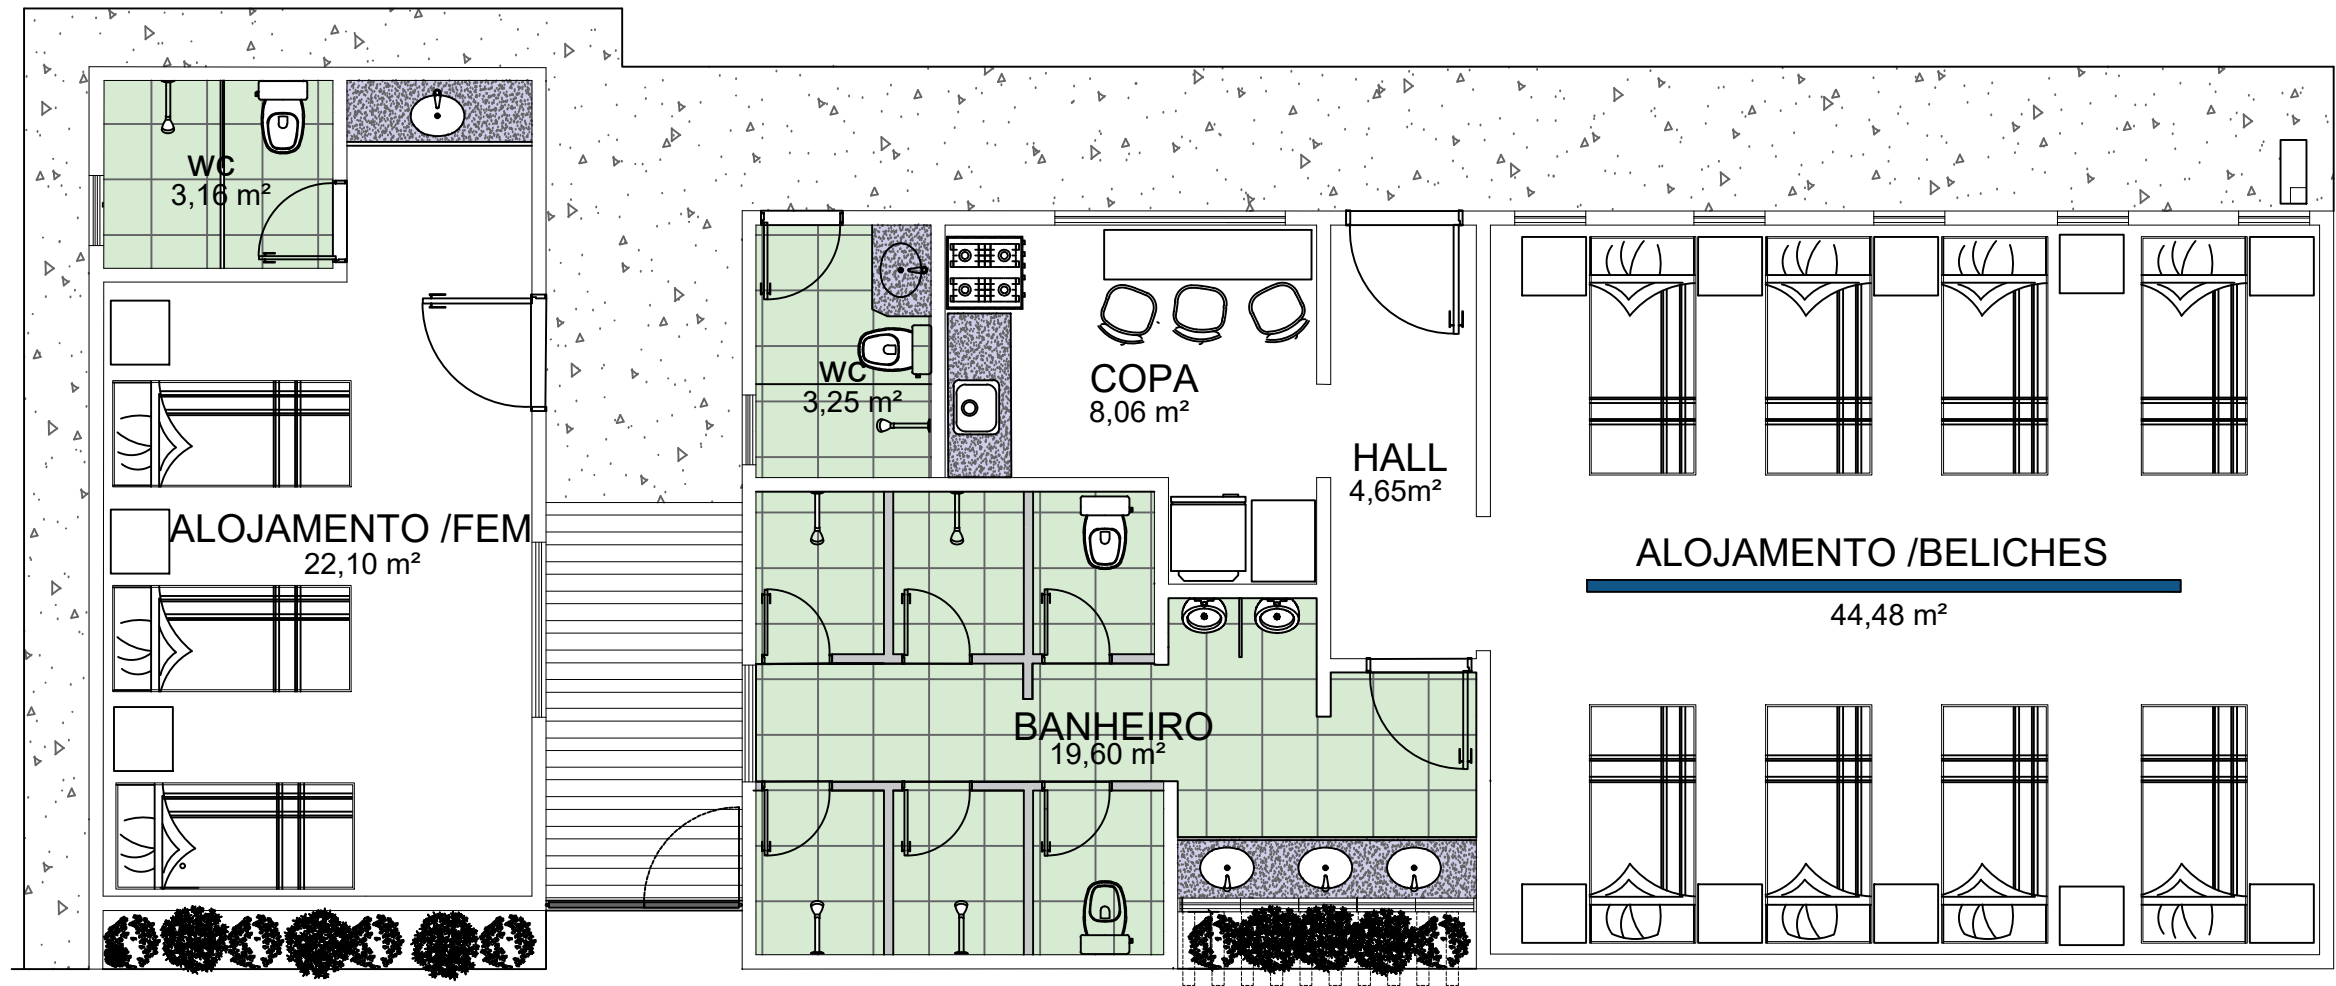 WC
3,16 m²
ALOJAMENTO /FEM
22,10 m²
WC
3,25 m²
COPA
8,06 m²
HALL
4,65m²
BANHEIRO
19,60 m²
ALOJAMENTO /BELICHES
44,48 m²